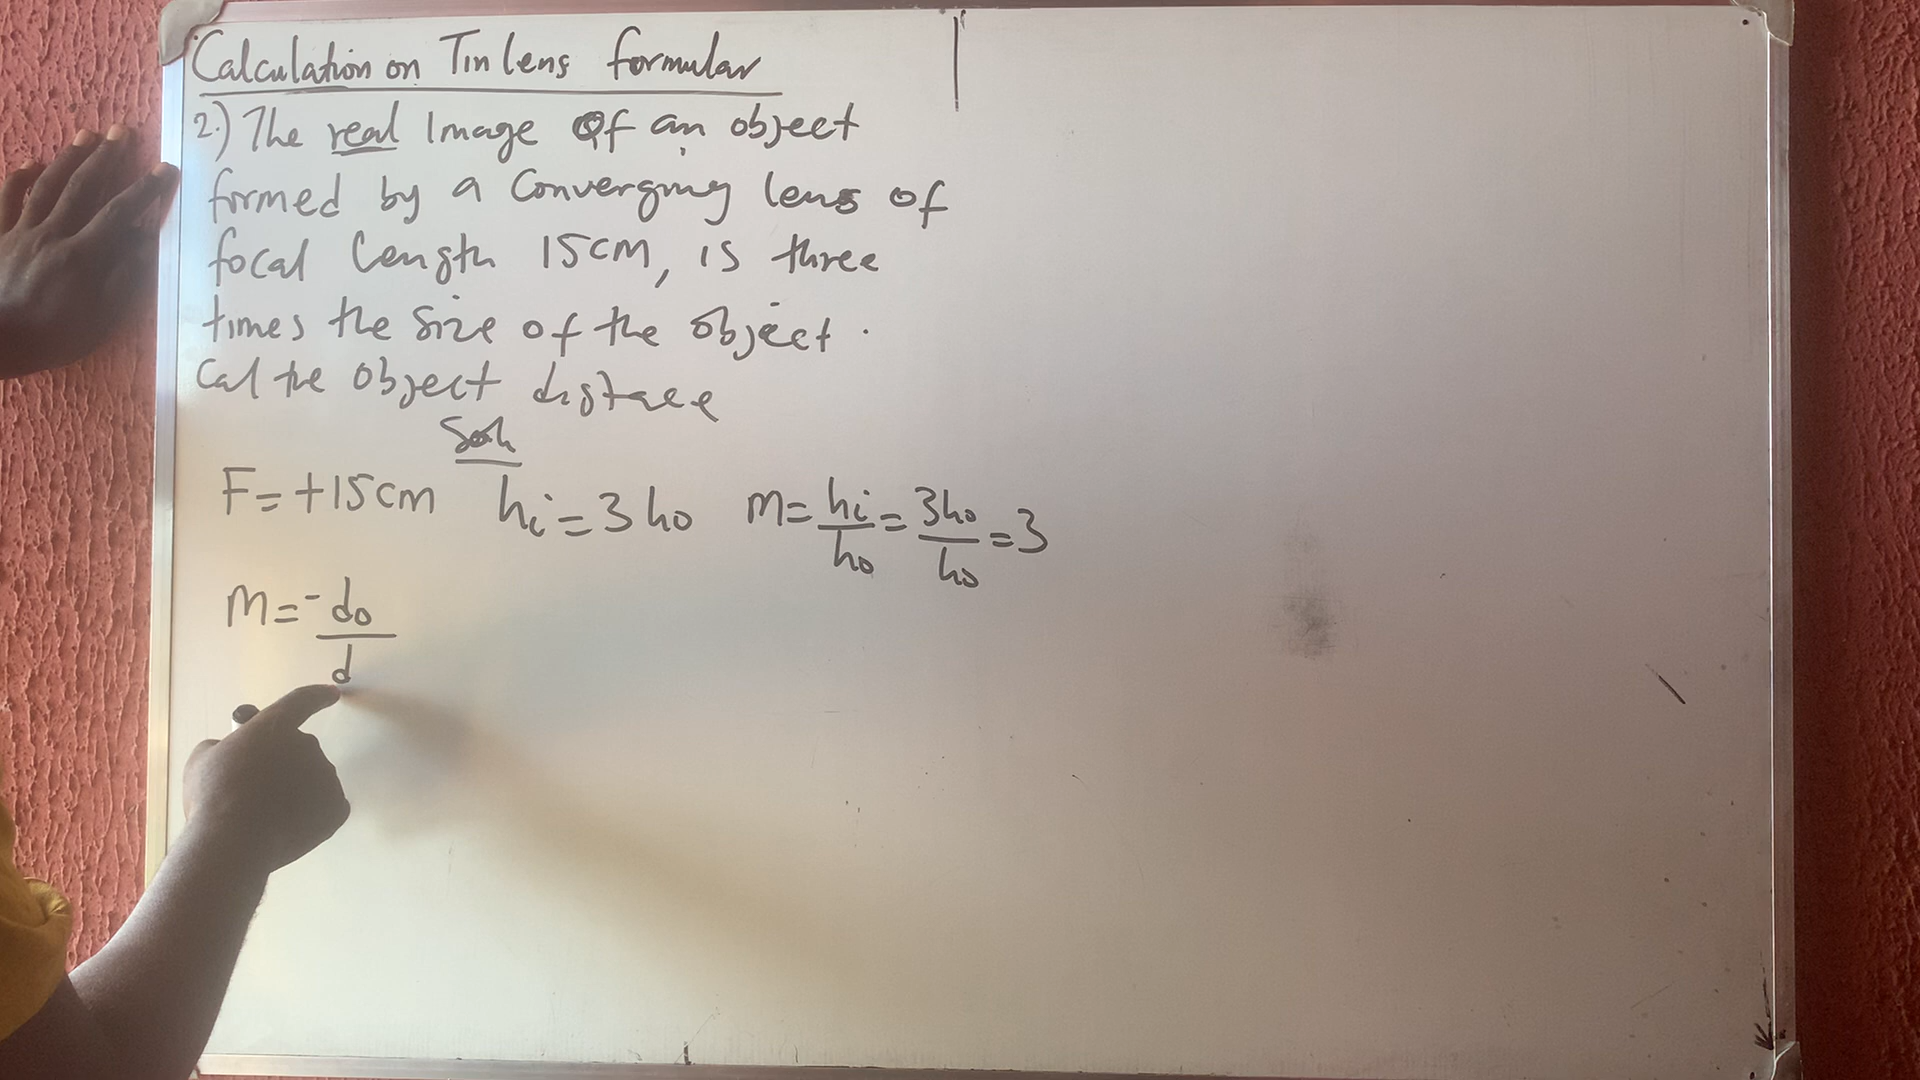 Calculation on Tin lens formular
2.) The real Image Of an object
formed by a Converging lens of
focal length 15cm, is three
times the size of the object.
Cal the object distace
Soln
F=+15cm hi=3ho m=hi/ho=3ho/ho=3
M=-do/d